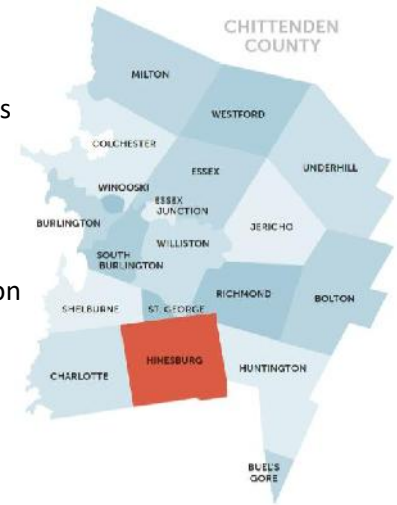 CHITTENDEN
COUNTY
MILTON
s
WESTFORD
COLCHESTER
ESSEX
UNDERHILL
WINOOSKI
ESSEX
JUNCTION
BURLINGTON
JERICHO
WILLISTON
SOUTH
BURLINGTON
on
RICHMOND
BOLTON
SHELBURNE
ST. GEORGE
HINESBURG
HUNTINGTON
CHARLOTTE
BUEL'S
GORE